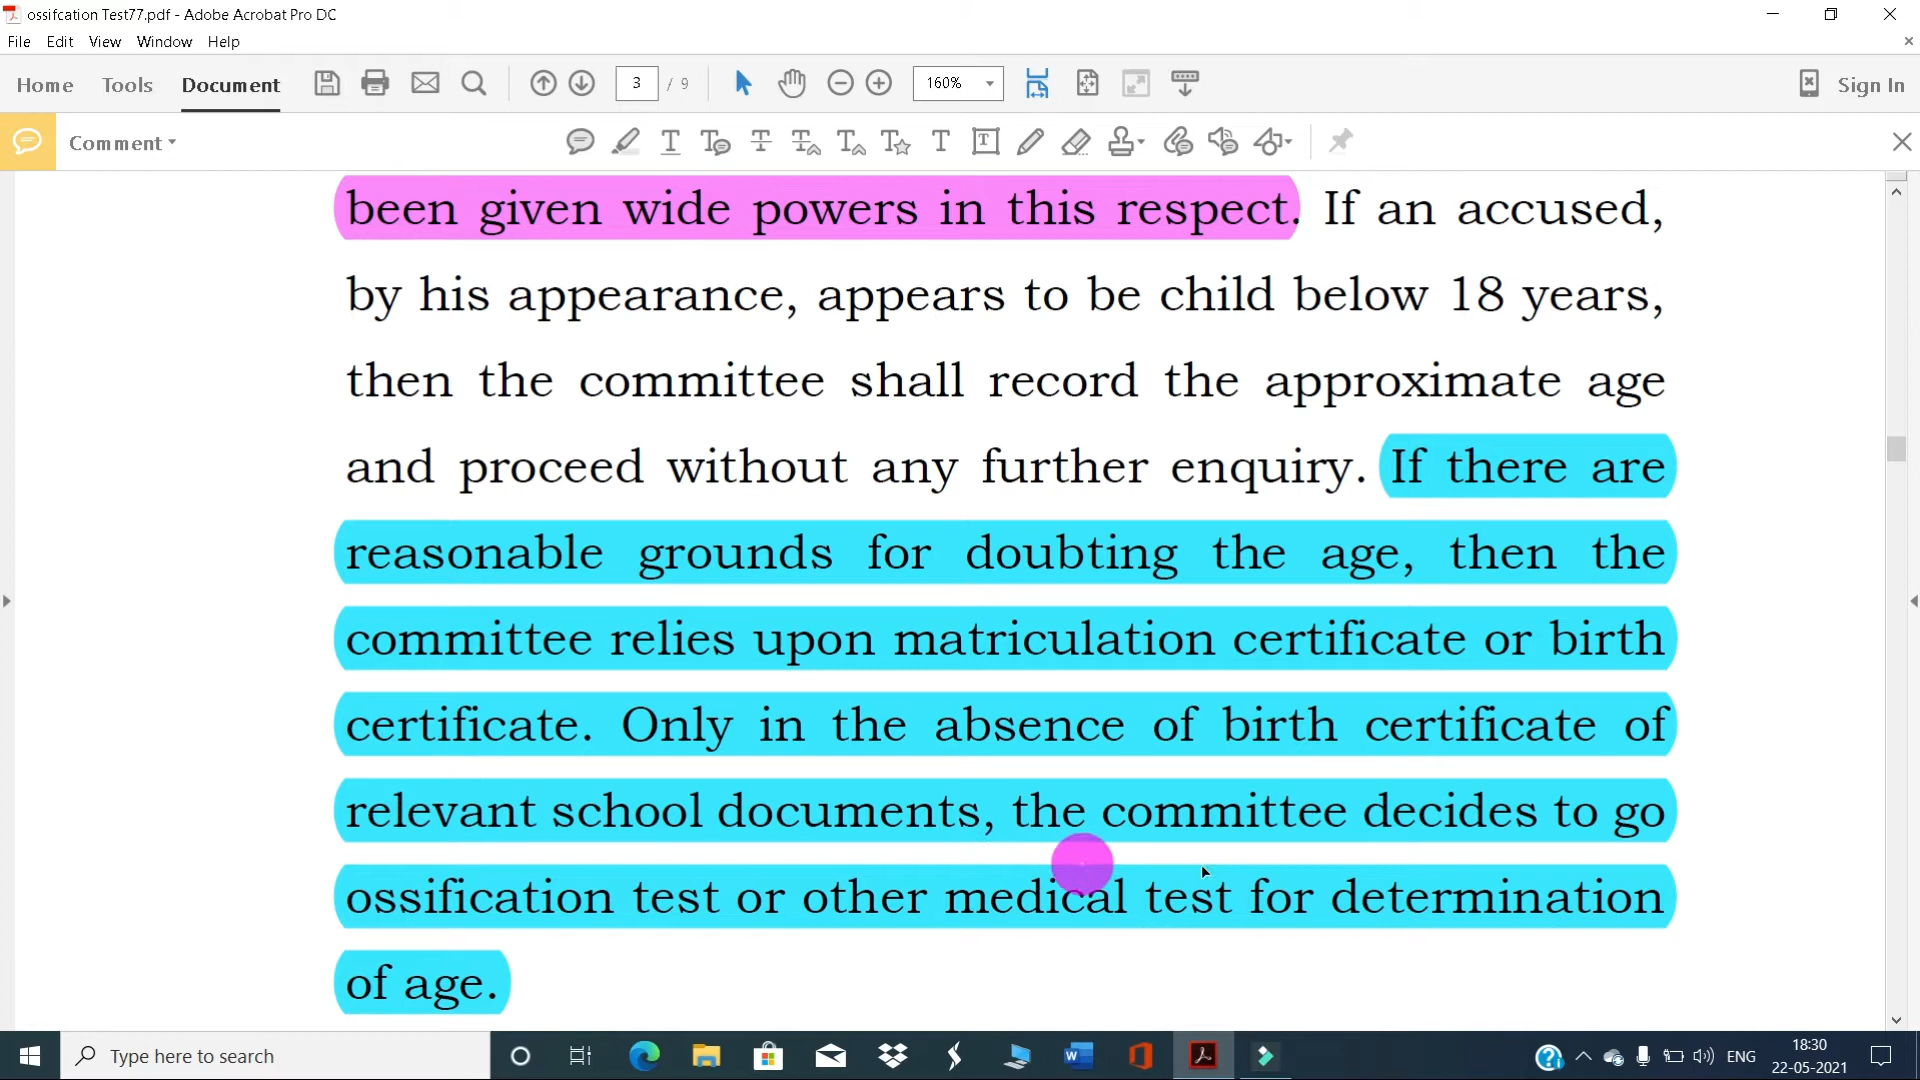 ossifcation Test77.pdf - Adobe Acrobat Pro DC
File Edit View Window Help
Home Tools Document 3 / 9 160% Sign In
Comment
been given wide powers in this respect. If an accused,
by his appearance, appears to be child below 18 years,
then the committee shall record the approximate age
and proceed without any further enquiry. If there are
reasonable grounds for doubting the age, then the
committee relies upon matriculation certificate or birth
certificate. Only in the absence of birth certificate of
relevant school documents, the committee decides to go
ossification test or other medical test for determination
of age.
Type here to search
ENG
18:30
22-05-2021